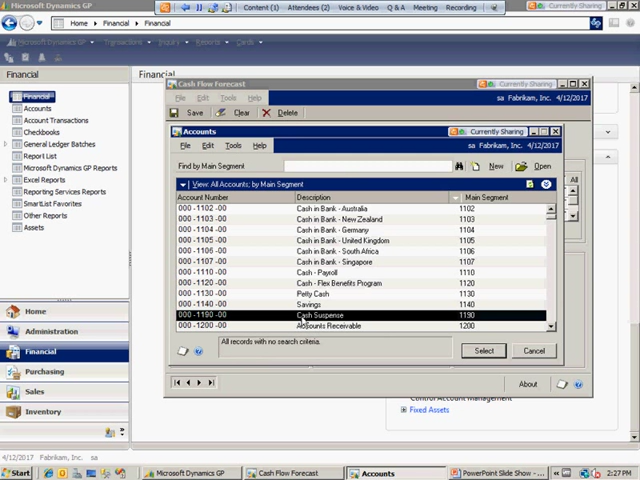 Microsoft Dynamics GP
Content (1) Attendees (2) Voice & Video Q & A Meeting Recording
Home Financial Financial
Microsoft Dynamics GP Transactions Inquiry Reports Cards
Financial
Financial
Financial
Accounts
Account Transactions
Checkbooks
General Ledger Batches
Report List
Microsoft Dynamics GP Reports
Excel Reports
Reporting Services Reports
SmartList Favorites
Other Reports
Assets
Home
Administration
Financial
Purchasing
Sales
Inventory
Cash Flow Forecast Currently Sharing
File Edit Tools Help sa Fabrikam, Inc. 4/12/2017
Save Clear Delete
All
Accounts Currently Sharing
File Edit Tools Help sa Fabrikam, Inc. 4/12/2017
Find by Main Segment New Open
View: All Accounts; by Main Segment
Account Number Description Main Segment
000 -1102 -00 Cash in Bank - Australia 1102
000 -1103 -00 Cash in Bank - New Zealand 1103
000 -1104 -00 Cash in Bank - Germany 1104
000 -1105 -00 Cash in Bank - United Kingdom 1105
000 -1106 -00 Cash in Bank - South Africa 1106
000 -1107 -00 Cash in Bank - Singapore 1107
000 -1110 -00 Cash - Payroll 1110
000 -1120 -00 Cash - Flex Benefits Program 1120
000 -1130 -00 Petty Cash 1130
000 -1140 -00 Savings 1140
000 -1190 -00 Cash Suspense 1190
000 -1200 -00 Accounts Receivable 1200
All records with no search criteria.
Select Cancel
About
Control Account Management
Fixed Assets
4/12/2017 Fabrikam, Inc. sa
Start Microsoft Dynamics GP Cash Flow Forecast Accounts PowerPoint Slide Show - ... 2:27 PM